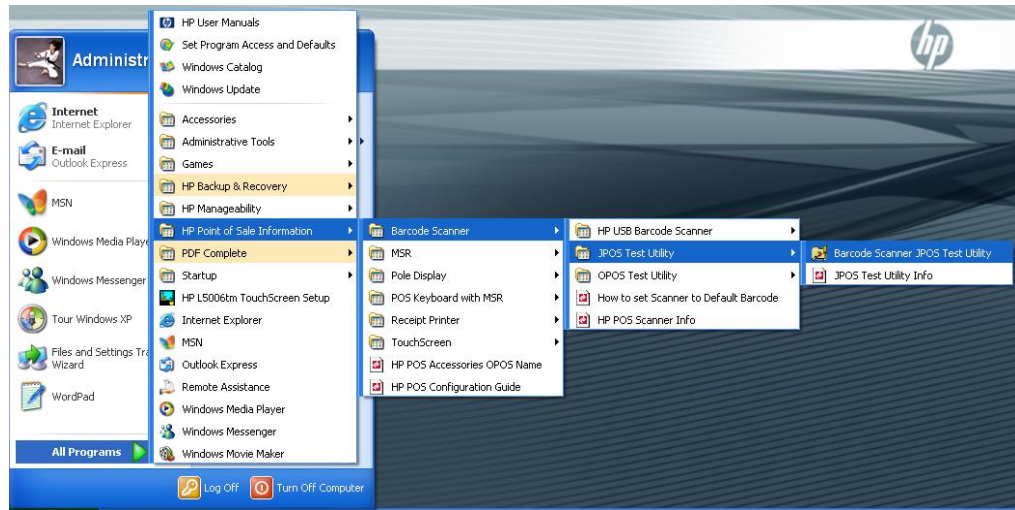 hp
Administr
Internet
Internet Explorer
E-mail
Outlook Express
MSN
Windows Media Playe
Windows Messenger
Tour Windows XP
Files and Settings Tra
Wizard
WordPad
All Programs
HP User Manuals
Set Program Access and Defaults
Windows Catalog
Windows Update
Accessories
Administrative Tools
Games
HP Backup & Recovery
HP Manageability
HP Point of Sale Information
PDF Complete
Startup
HP L5006tm TouchScreen Setup
Internet Explorer
MSN
Outlook Express
Remote Assistance
Windows Media Player
Windows Messenger
Windows Movie Maker
Barcode Scanner
MSR
Pole Display
POS Keyboard with MSR
Receipt Printer
TouchScreen
HP POS Accessories OPOS Name
HP POS Configuration Guide
HP USB Barcode Scanner
JPOS Test Utility
OPOS Test Utility
How to set Scanner to Default Barcode
HP POS Scanner Info
Barcode Scanner JPOS Test Utility
JPOS Test Utility Info
Log Off
Turn Off Computer